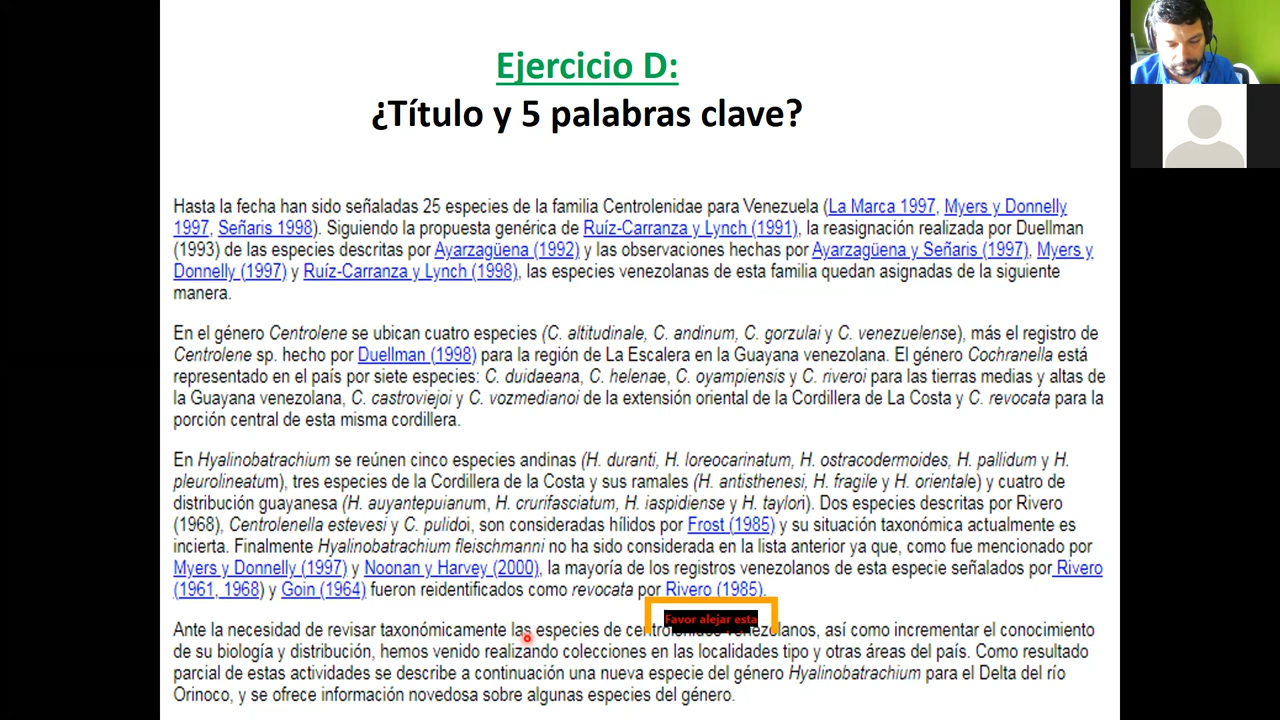 Ejercicio D:
¿Título y 5 palabras clave?
Hasta la fecha han sido señaladas 25 especies de la familia Centrolenidae para Venezuela (La Marca 1997, Myers y Donnelly
1997, Señaris 1998). Siguiendo la propuesta genérica de Ruíz-Carranza y Lynch (1991), la reasignación realizada por Duellman
(1993) de las especies descritas por Ayarzagüena (1992) y las observaciones hechas por Ayarzagüena y Señaris (1997), Myers y
Donnelly (1997) y Ruíz-Carranza y Lynch (1998), las especies venezolanas de esta familia quedan asignadas de la siguiente
manera.
En el género Centrolene se ubican cuatro especies (C. altitudinale, C. andinum, C. gorzulai y C. venezuelense), más el registro de
Centrolene sp. hecho por Duellman (1998) para la región de La Escalera en la Guayana venezolana. El género Cochranella está
representado en el país por siete especies: C. duidaeana, C. helenae, C. oyampiensis y C. riveroi para las tierras medias y altas de
la Guayana venezolana, C. castroviejoi y C. vozmedianoi de la extensión oriental de la Cordillera de La Costa y C. revocata para la
porción central de esta misma cordillera.
En Hyalinobatrachium se reúnen cinco especies andinas (H. duranti, H. loreocarinatum, H. ostracodermoides, H. pallidum y H.
pleurolineatum), tres especies de la Cordillera de la Costa y sus ramales (H. antisthenesi, H. fragile y H. orientale) y cuatro de
distribución guayanesa (H. auyantepuianum, H. crurifasciatum, H. iaspidiense y H. taylori). Dos especies descritas por Rivero
(1968), Centrolenella estevesi y C. pulidoi, son consideradas hílidos por Frost (1985) y su situación taxonómica actualmente es
incierta. Finalmente Hyalinobatrachium fleischmanni no ha sido considerada en la lista anterior ya que, como fue mencionado por
Myers y Donnelly (1997) y Noonan y Harvey (2000), la mayoría de los registros venezolanos de esta especie señalados por Rivero
(1961, 1968) y Goin (1964) fueron reidentificados como revocata por Rivero (1985).
Favor alejar esta
Ante la necesidad de revisar taxonómicamente las especies de centrolénidos venezolanos, así como incrementar el conocimiento
de su biología y distribución, hemos venido realizando colecciones en las localidades tipo y otras áreas del país. Como resultado
parcial de estas actividades se describe a continuación una nueva especie del género Hyalinobatrachium para el Delta del río
Orinoco, y se ofrece información novedosa sobre algunas especies del género.